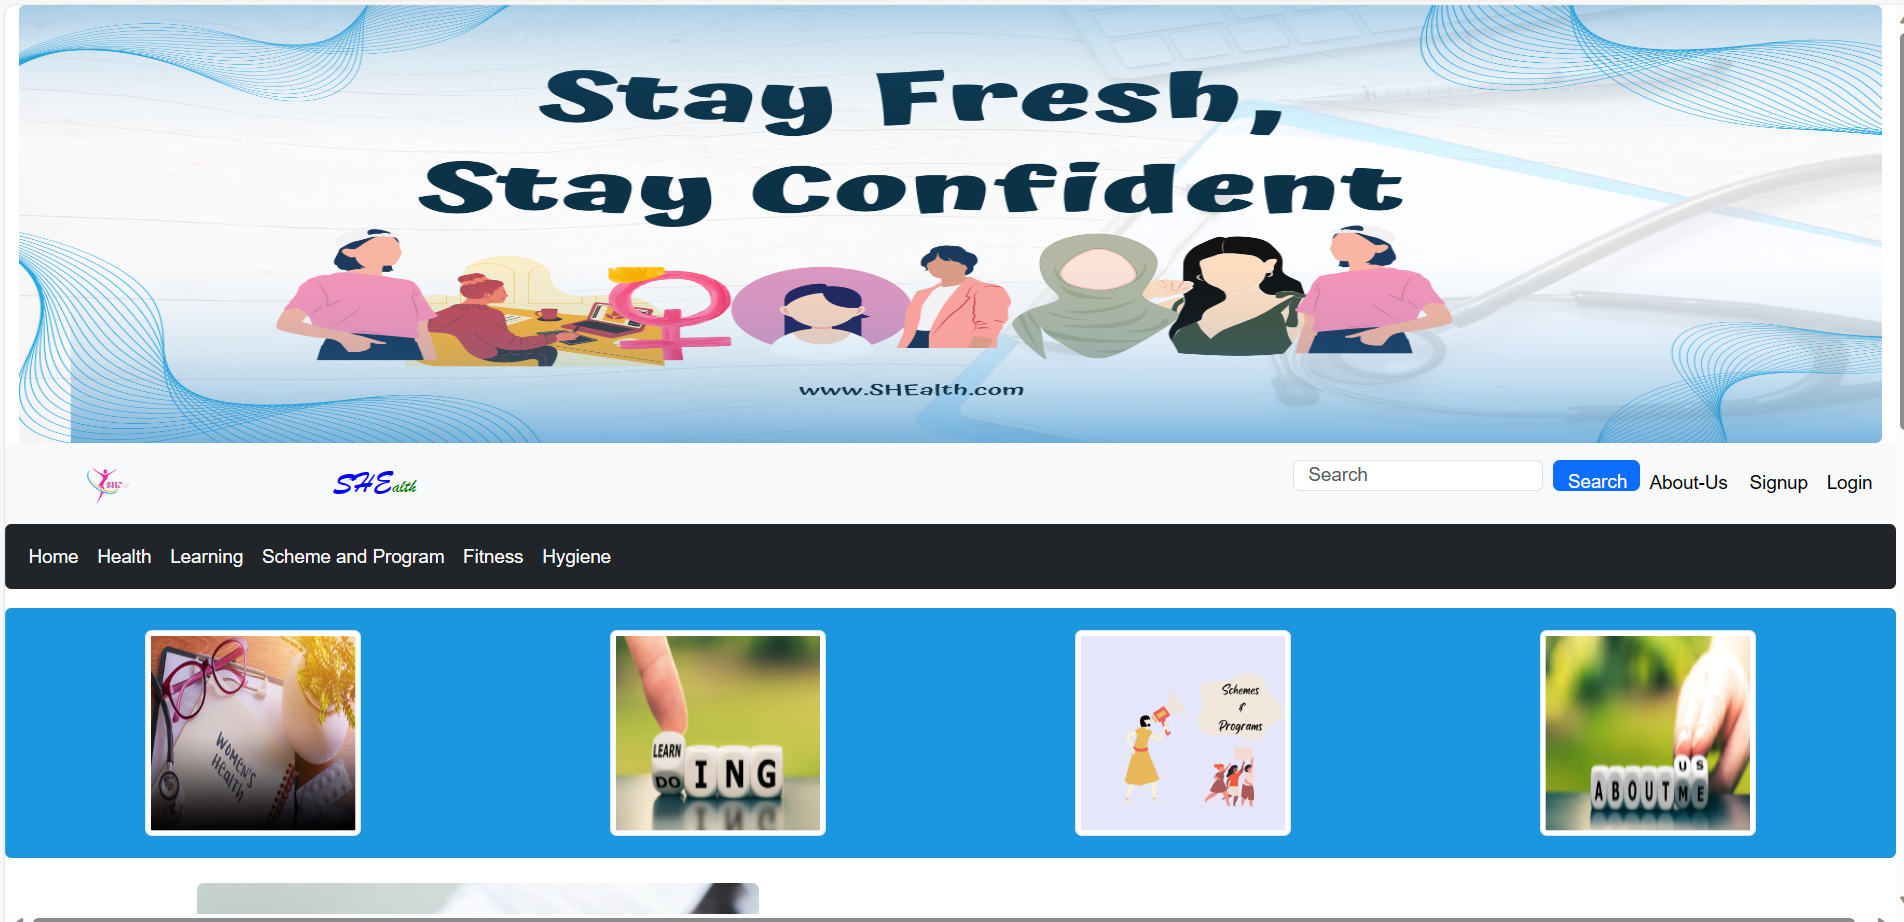 Stay Fresh,
Stay Confident
www.SHEalth.com
SHEalth
Search
Search
About-Us
Signup
Login
Home
Health
Learning
Scheme and Program
Fitness
Hygiene
WOMEN'S
HEALTH
LEARN
DO
ING
Schemes
&
Programs
US
ABOUT ME